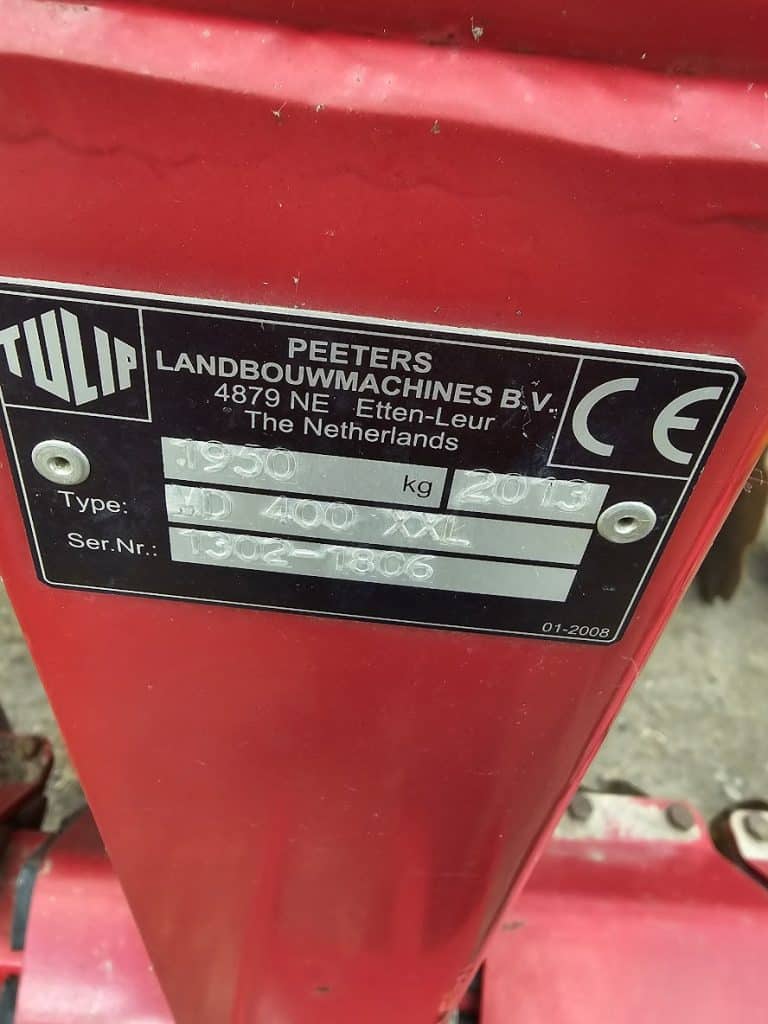 TULIP
PEETERS
LANDBOUWMACHINES B.V.
4879 NE Etten-Leur
The Netherlands
CE
1950 kg 2013
Type: MD 400 XXL
Ser.Nr.: 1302-1806
01-2008